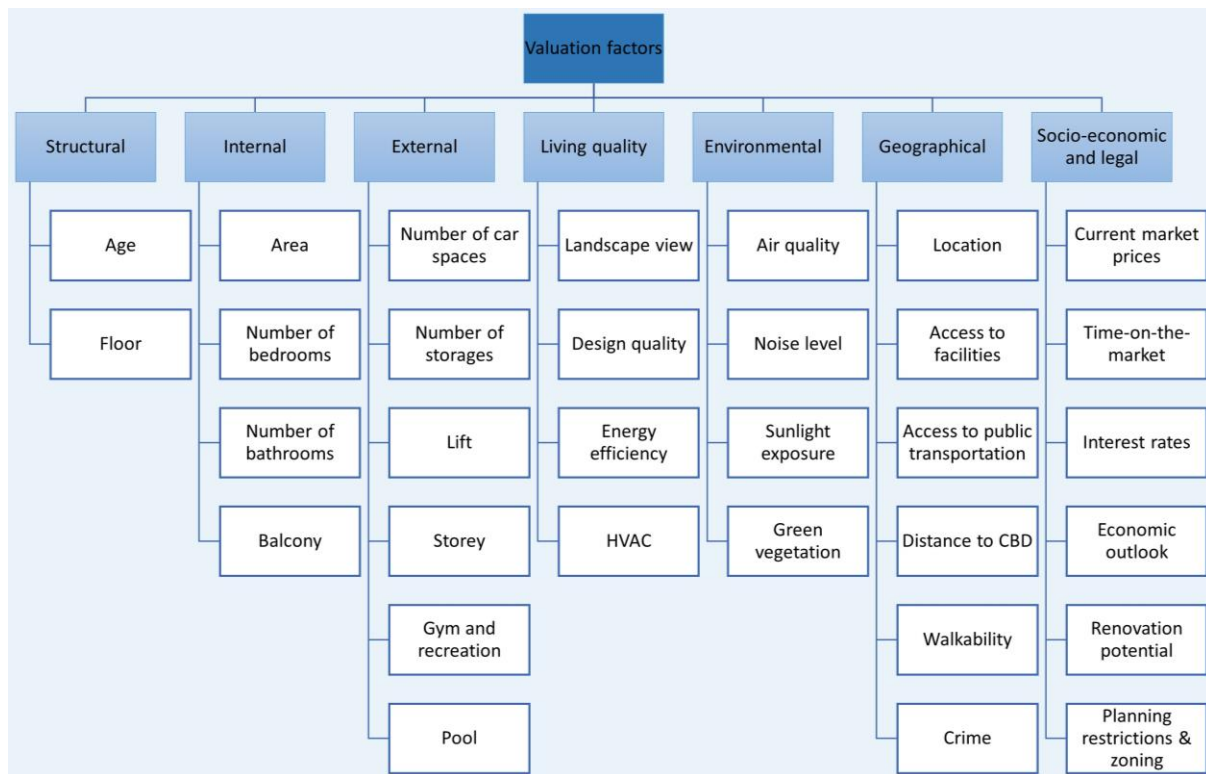 Valuation factors
Structural
Internal
External
Living quality
Environmental
Geographical
Socio-economic
and legal
Age
Area
Number of car
spaces
Landscape view
Air quality
Location
Current market
prices
Floor
Number of
bedrooms
Number of
storages
Design quality
Noise level
Access to
facilities
Time-on-the-
market
Number of
bathrooms
Lift
Energy
efficiency
Sunlight
exposure
Access to public
transportation
Interest rates
Balcony
Storey
HVAC
Green
vegetation
Distance to CBD
Economic
outlook
Gym and
recreation
Walkability
Renovation
potential
Pool
Crime
Planning
restrictions &
zoning